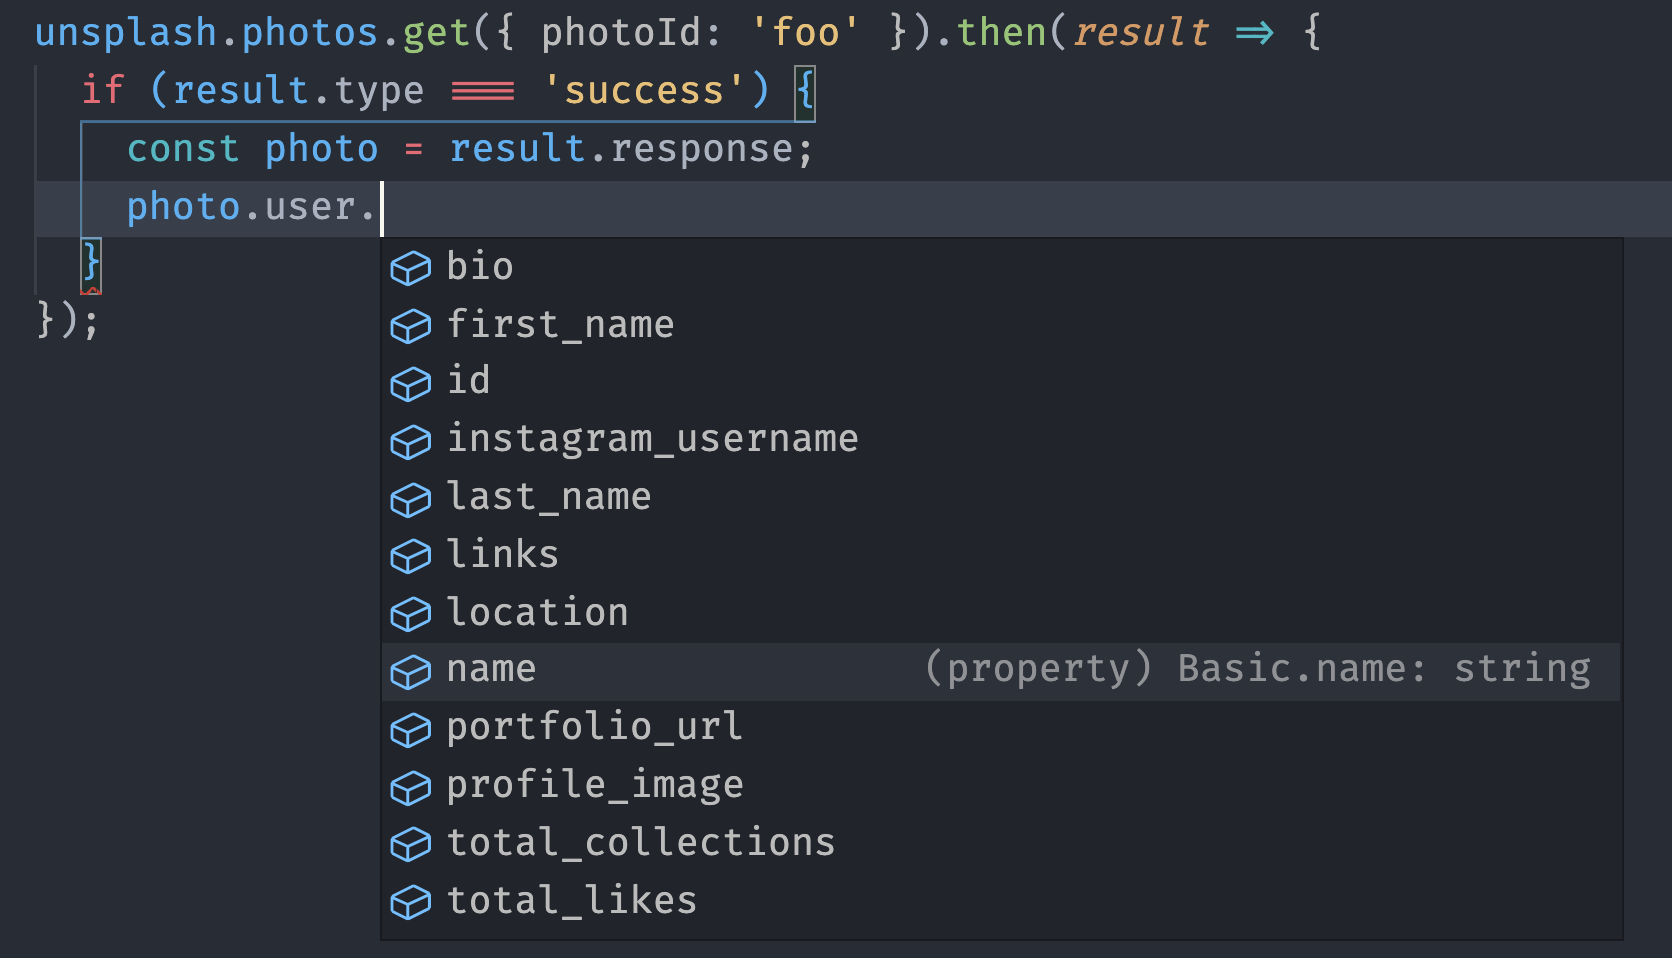 unsplash.photos.get({ photoId: 'foo' }).then(result => {
if (result.type === 'success') {
const photo = result.response;
photo.user.
}
});
bio
first_name
id
instagram_username
last_name
links
location
name (property) Basic.name: string
portfolio_url
profile_image
total_collections
total_likes